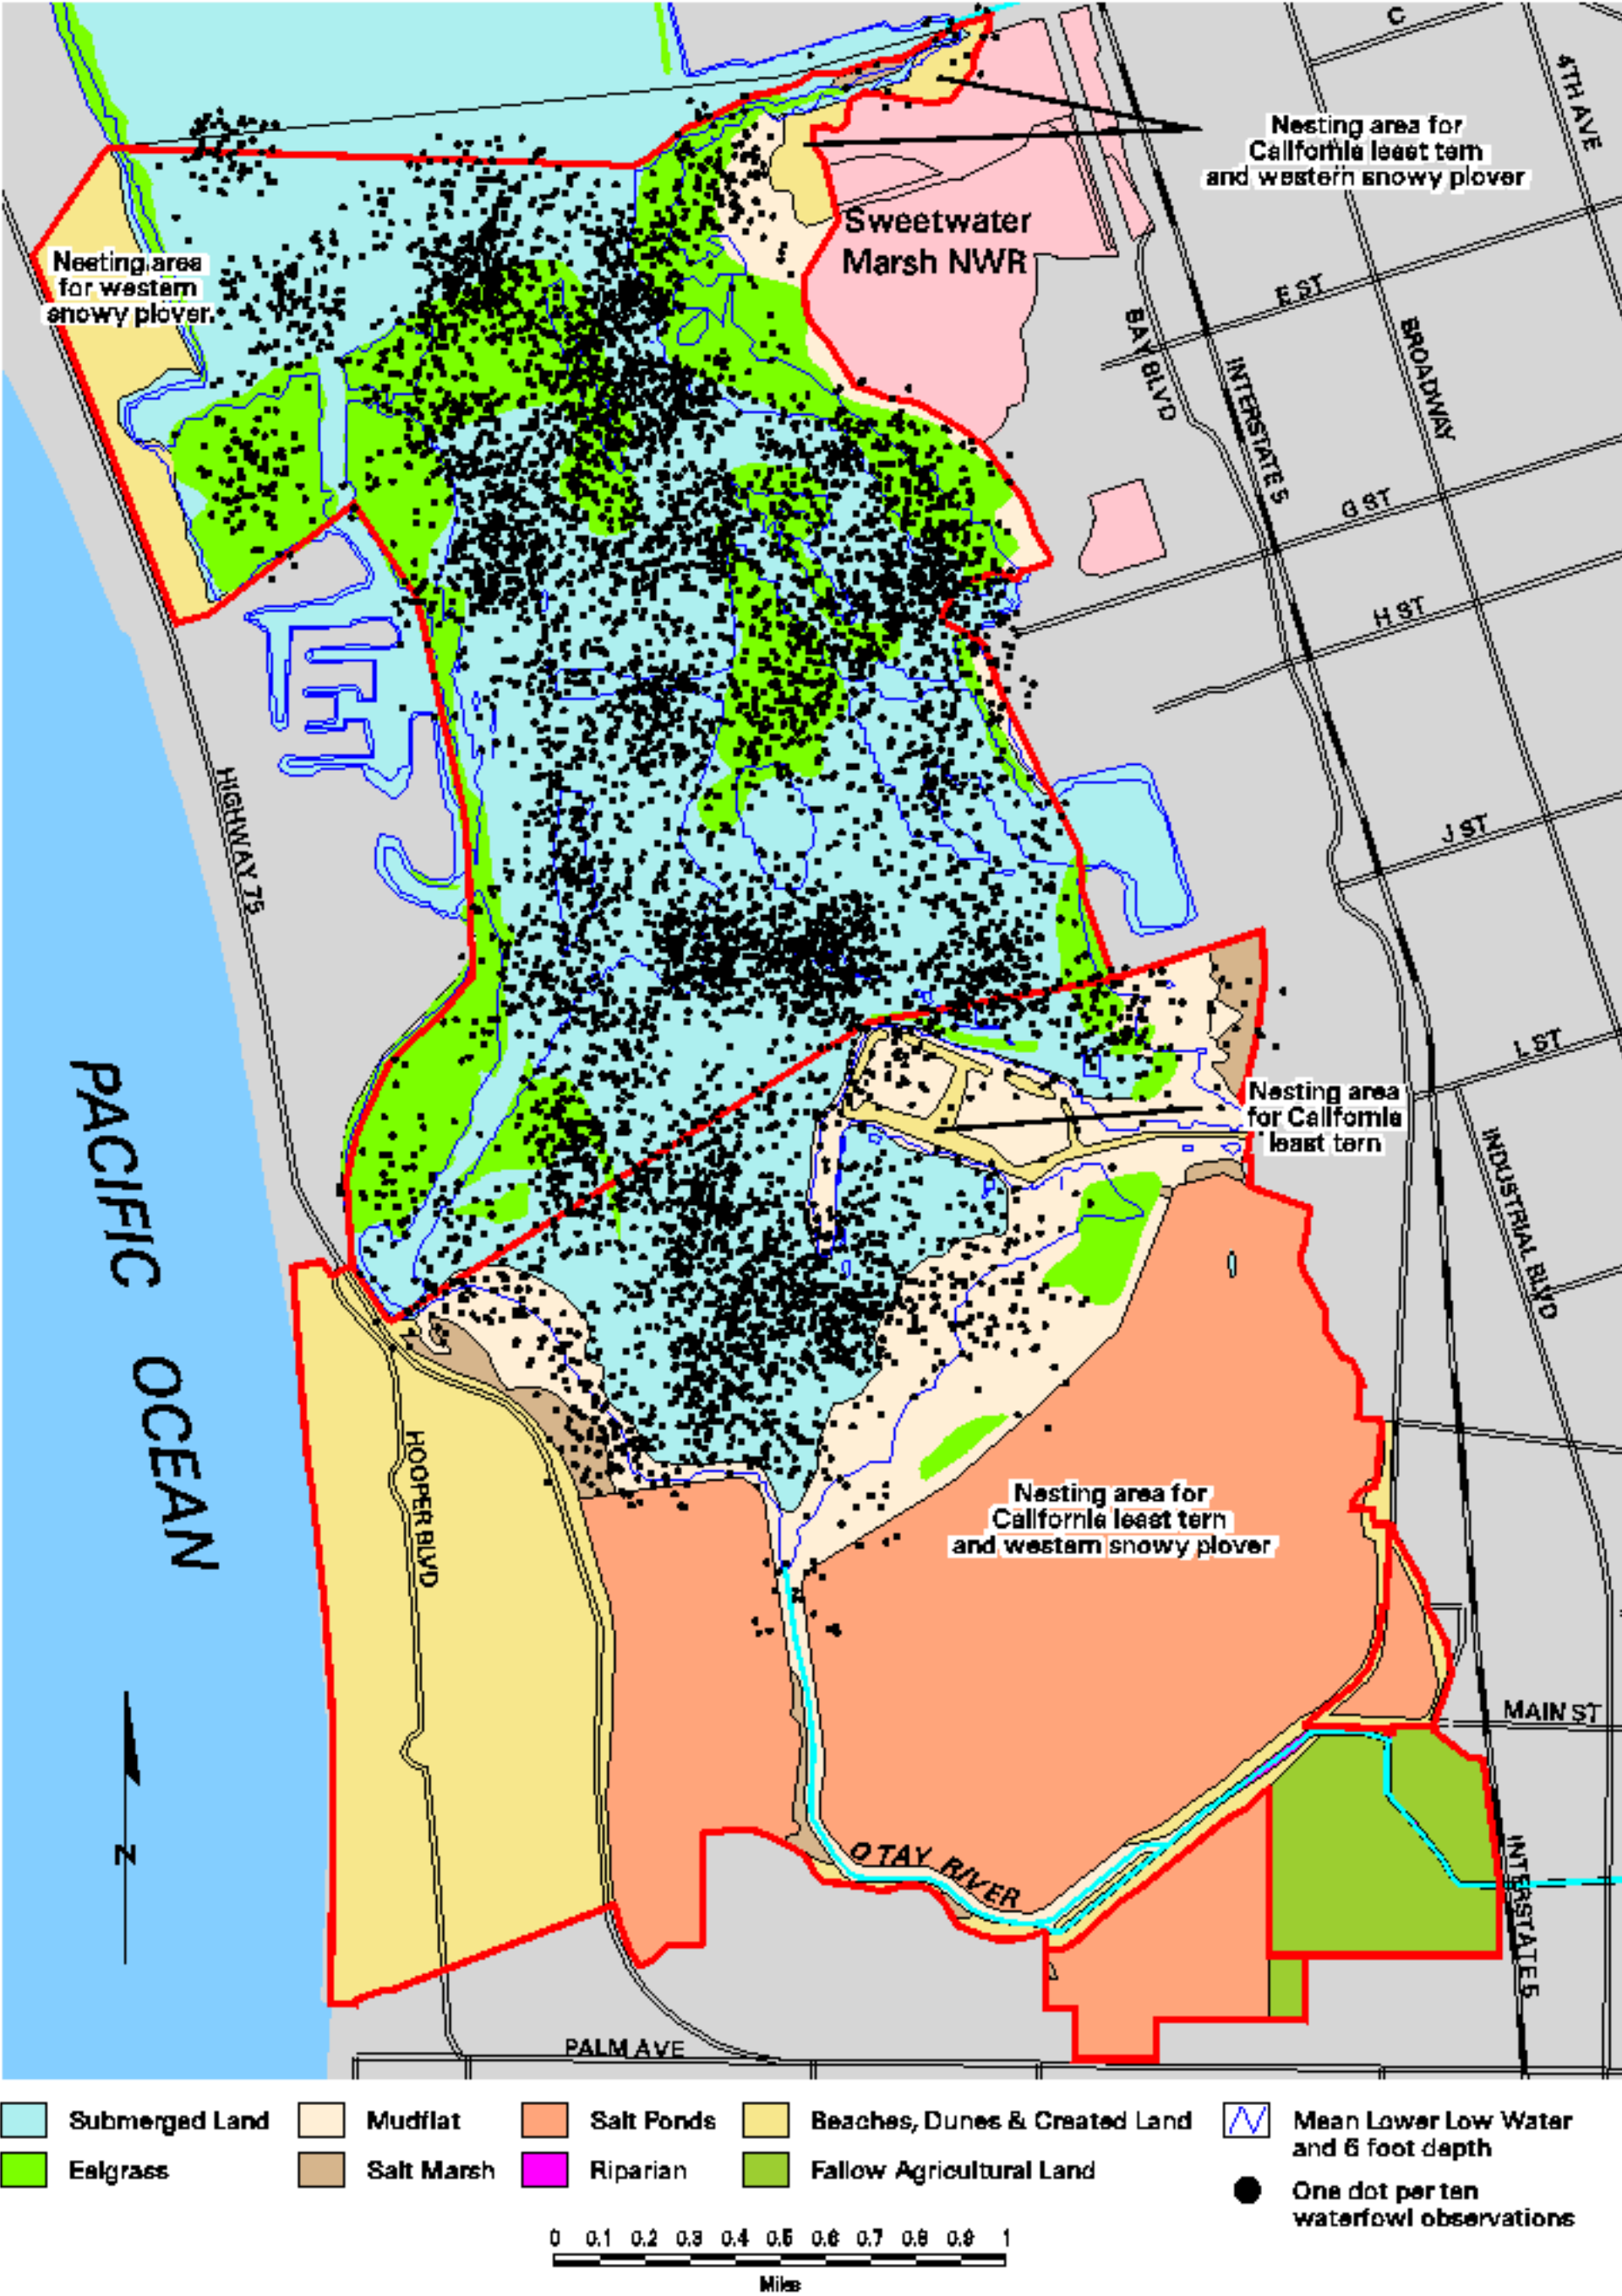 C
4TH AVE
Nesting area for
California least tern
and western snowy plover
Sweetwater
Marsh NWR
Nesting area
for western
snowy plover
E ST
BAY BLVD
INTERSTATE 5
BROADWAY
G ST
H ST
HIGHWAY 75
J ST
L ST
PACIFIC OCEAN
Nesting area
for California
least tern
INDUSTRIAL BLVD
HOOPER BLVD
Nesting area for
California least tern
and western snowy plover
MAIN ST
N
OTAY RIVER
INTERSTATE 5
PALM AVE
Submerged Land
Mudflat
Salt Ponds
Beaches, Dunes & Created Land
Mean Lower Low Water
and 6 foot depth
Eelgrass
Salt Marsh
Riparian
Fallow Agricultural Land
One dot per ten
waterfowl observations
0 0.1 0.2 0.3 0.4 0.5 0.6 0.7 0.8 0.9 1
Miles